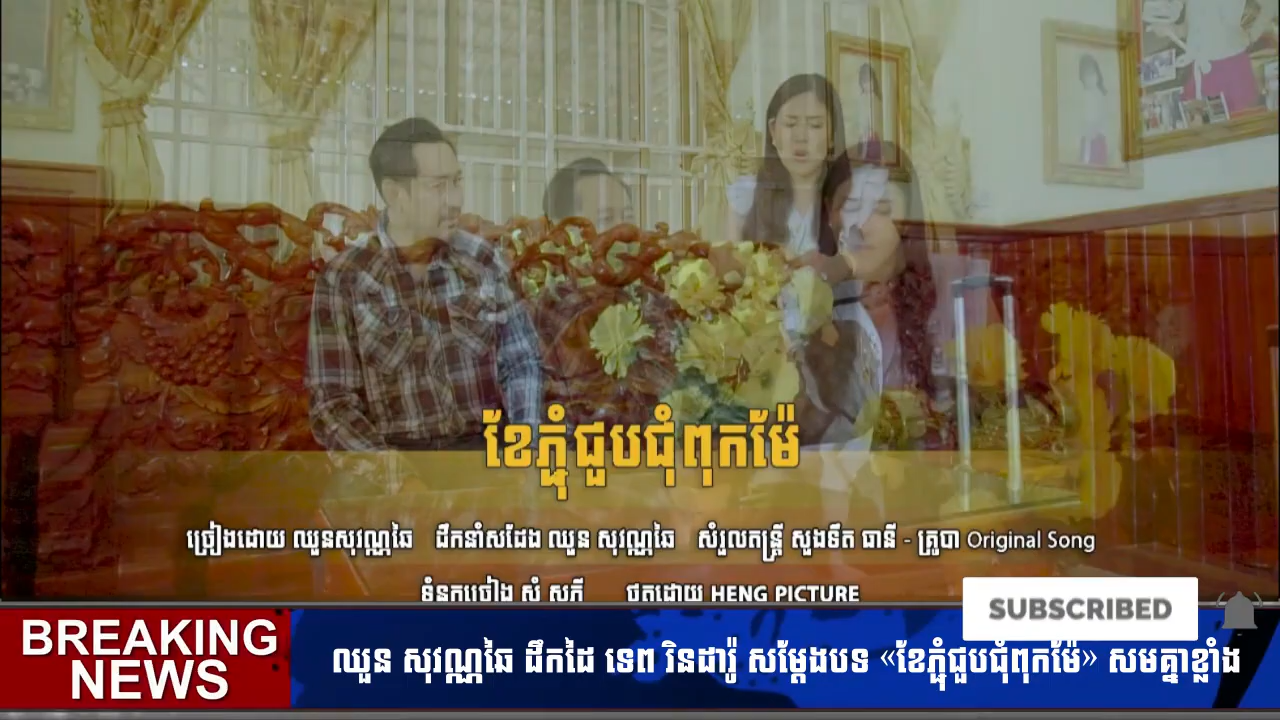 ខែភ្ជុំជួបជុំពុកម៉ែ
ច្រៀងដោយ ឈួនសុវណ្ណឆៃ ដឹកនាំសដែង ឈួន សុវណ្ណឆៃ សំរួលតន្ត្រី សួងទឹត ធានី - គ្រូបា Original Song
ទំនុករចៀង សំ សុភី ថតដោយ HENG PICTURE
SUBSCRIBED
BREAKING
NEWS
ឈួន សុវណ្ណឆៃ ដឹកដៃ ទេព រិនដារ៉ូ សម្ដែងបទ «ខែភ្ជុំជួបជុំពុកម៉ែ» សមគ្នាខ្លាំង